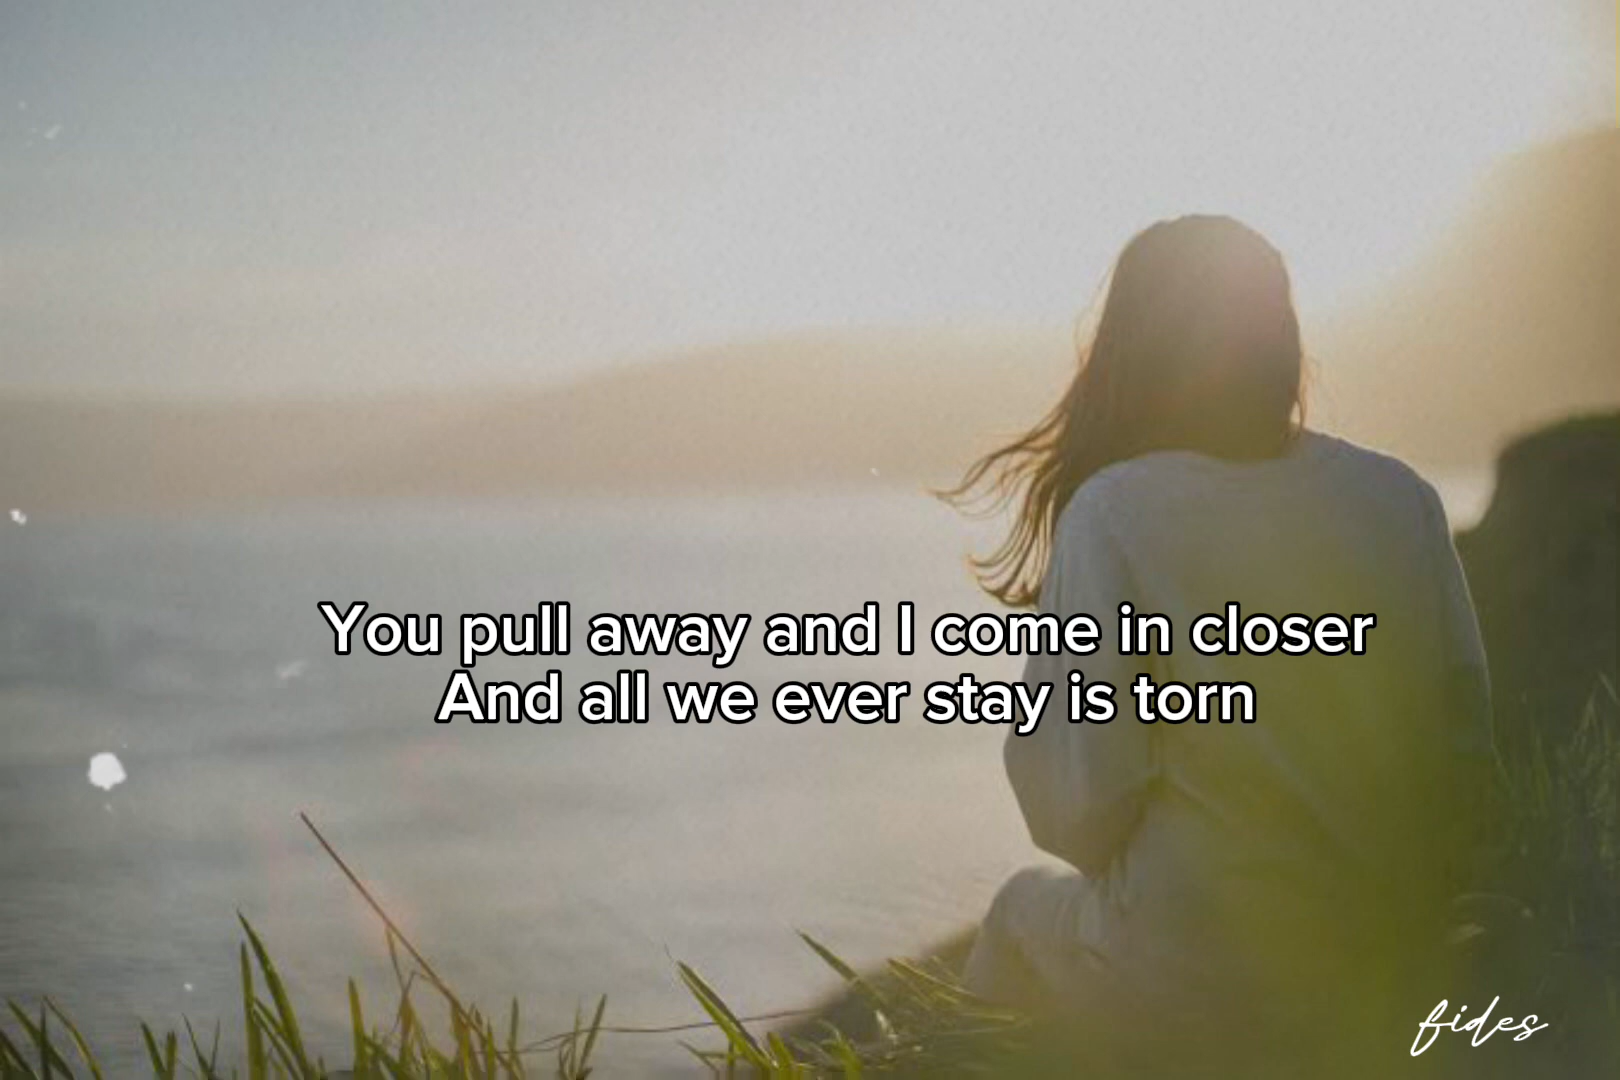 You pull away and I come in closer
And all we ever stay is torn
fides